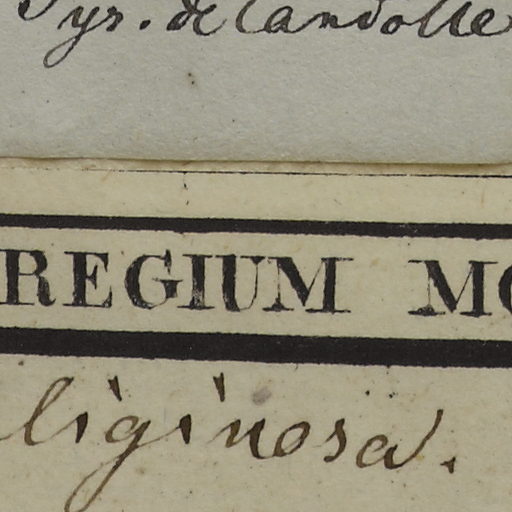 Pyr. de Candolle
REGIUM MO
liginosa.